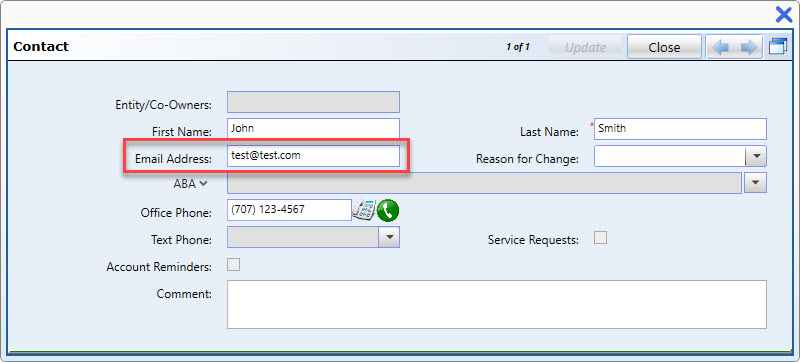 Contact 1 of 1 Update Close
Entity/Co-Owners:
First Name: John * Last Name: Smith
Email Address: test@test.com Reason for Change:
ABA
Office Phone: (707) 123-4567
Text Phone: Service Requests:
Account Reminders:
Comment: